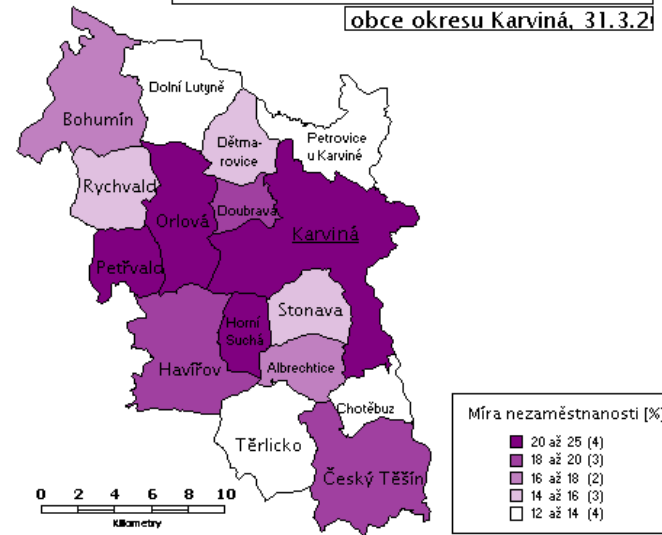 obce okresu Karviná, 31.3.2
Dolní Lutyně
Bohumín
Dětma-
rovice
Petrovice
u Karviné
Rychvald
Doubrava
Orlová
Karviná
Petřvald
Stonava
Horní
Suchá
Havířov
Albrechtice
Chotěbuz
Těrlicko
Český Těšín
Míra nezaměstnanosti [%]
20 až 25 (4)
18 až 20 (3)
16 až 18 (2)
14 až 16 (3)
12 až 14 (4)
0 2 4 6 8 10
Kilometry